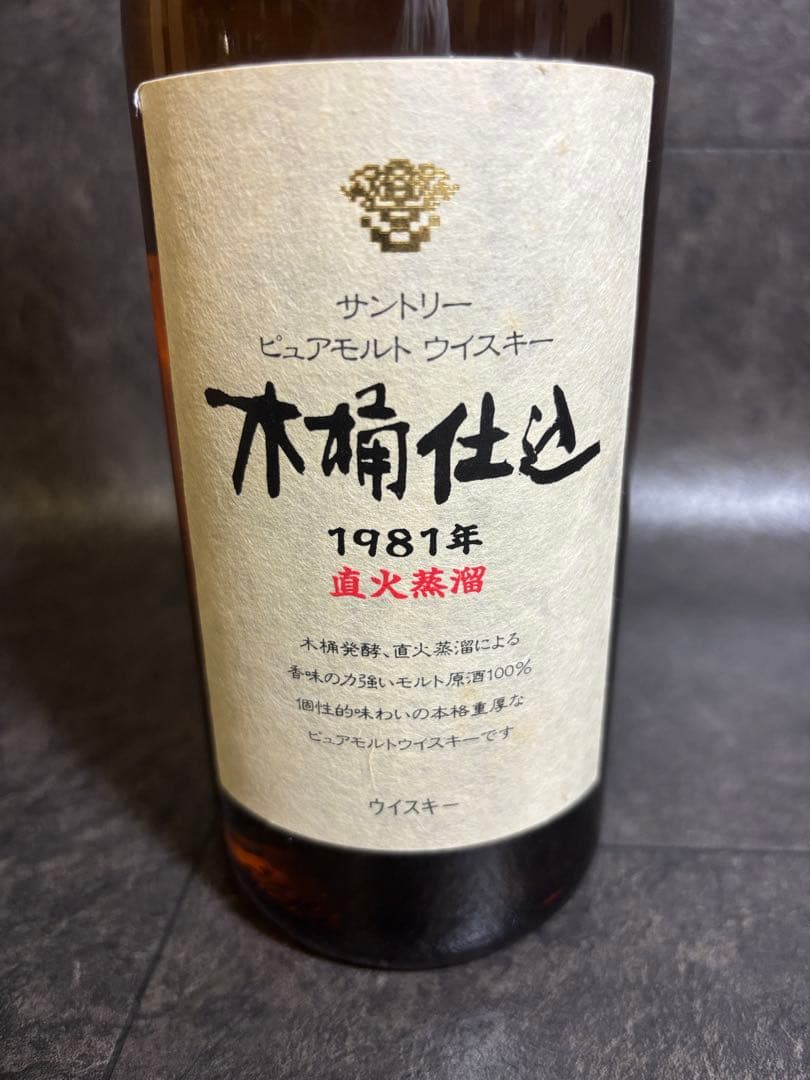 サントリー
ピュアモルト ウイスキー
木桶仕込
1981年
直火蒸溜
木桶発酵、直火蒸溜による
香味の力強いモルト原酒100%
個性的味わいの本格重厚な
ピュアモルトウイスキーです
ウイスキー